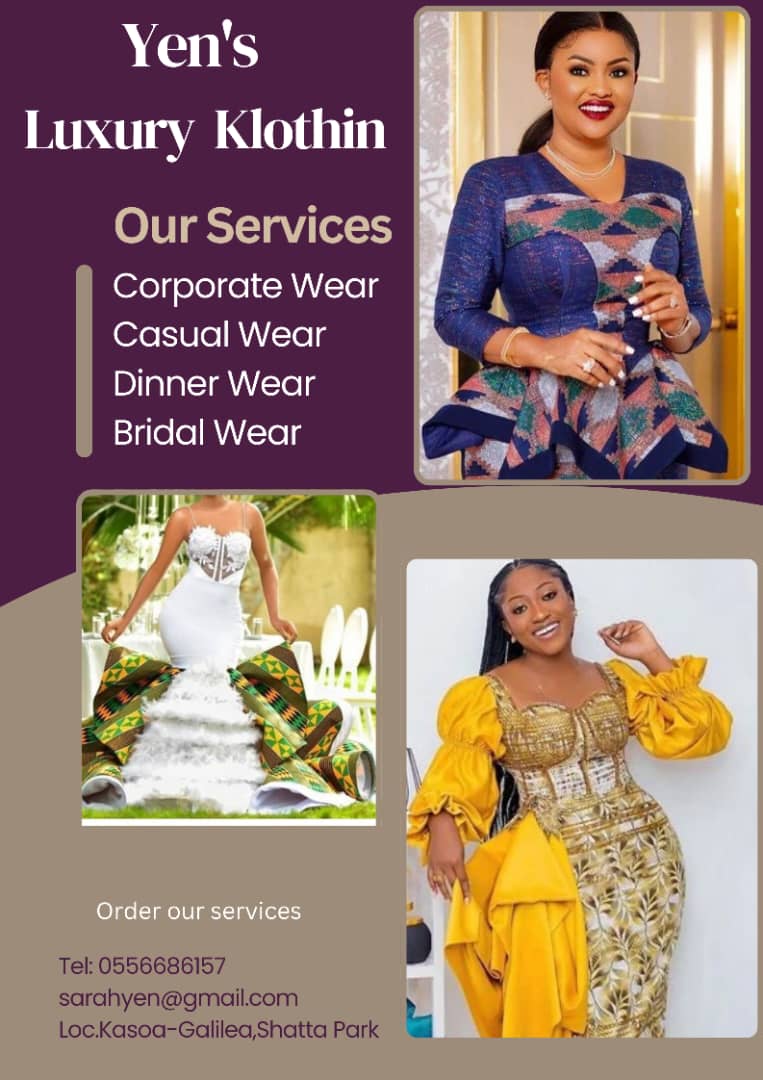 Yen's
Luxury Klothin
Our Services
Corporate Wear
Casual Wear
Dinner Wear
Bridal Wear
Order our services
Tel: 0556686157
sarahyen@gmail.com
Loc.Kasoa-Galilea,Shatta Park